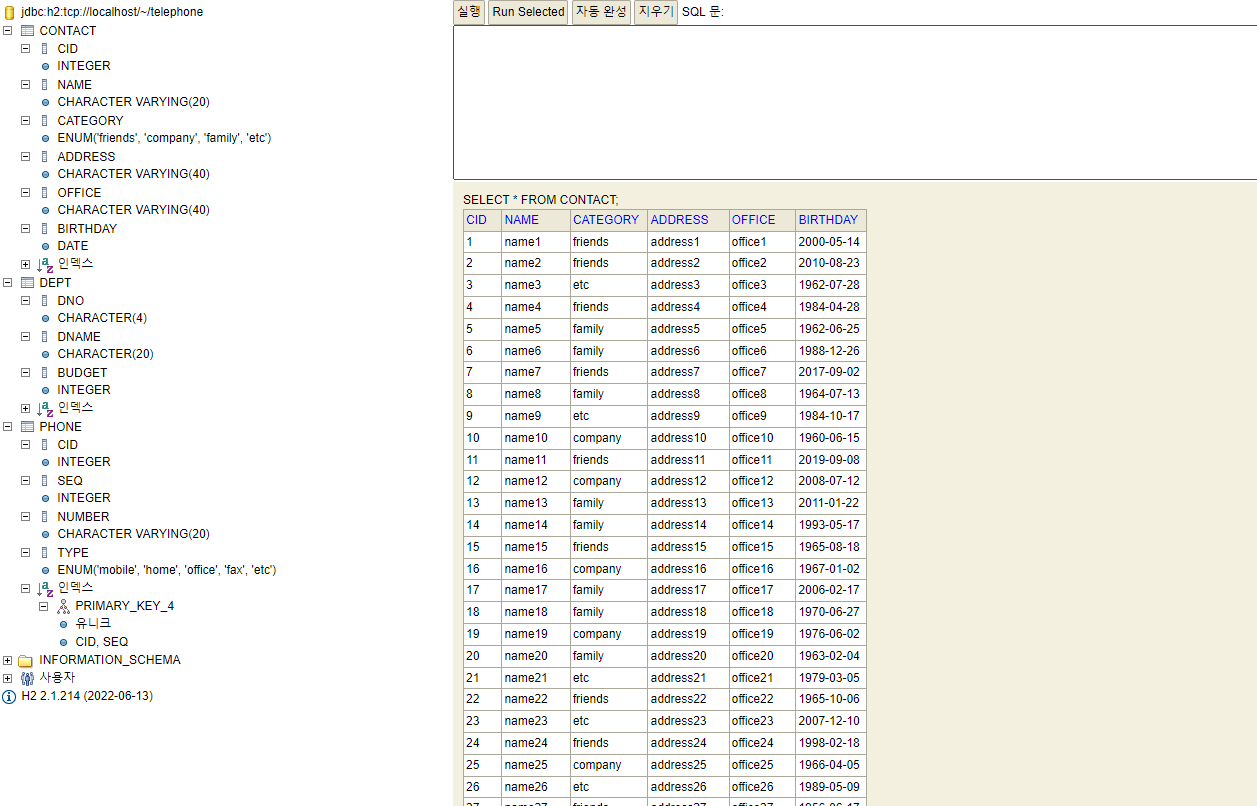 jdbc:h2:tcp://localhost/~/telephone
CONTACT
CID
INTEGER
NAME
CHARACTER VARYING(20)
CATEGORY
ENUM('friends', 'company', 'family', 'etc')
ADDRESS
CHARACTER VARYING(40)
OFFICE
CHARACTER VARYING(40)
BIRTHDAY
DATE
인덱스
DEPT
DNO
CHARACTER(4)
DNAME
CHARACTER(20)
BUDGET
INTEGER
인덱스
PHONE
CID
INTEGER
SEQ
INTEGER
NUMBER
CHARACTER VARYING(20)
TYPE
ENUM('mobile', 'home', 'office', 'fax', 'etc')
인덱스
PRIMARY_KEY_4
유니크
CID, SEQ
INFORMATION_SCHEMA
사용자
H2 2.1.214 (2022-06-13)
실행 Run Selected 자동 완성 지우기 SQL 문:
SELECT * FROM CONTACT;
CID NAME CATEGORY ADDRESS OFFICE BIRTHDAY
1 name1 friends address1 office1 2000-05-14
2 name2 friends address2 office2 2010-08-23
3 name3 etc address3 office3 1962-07-28
4 name4 friends address4 office4 1984-04-28
5 name5 family address5 office5 1962-06-25
6 name6 family address6 office6 1988-12-26
7 name7 friends address7 office7 2017-09-02
8 name8 family address8 office8 1964-07-13
9 name9 etc address9 office9 1984-10-17
10 name10 company address10 office10 1960-06-15
11 name11 friends address11 office11 2019-09-08
12 name12 company address12 office12 2008-07-12
13 name13 family address13 office13 2011-01-22
14 name14 family address14 office14 1993-05-17
15 name15 friends address15 office15 1965-08-18
16 name16 company address16 office16 1967-01-02
17 name17 family address17 office17 2006-02-17
18 name18 family address18 office18 1970-06-27
19 name19 company address19 office19 1976-06-02
20 name20 family address20 office20 1963-02-04
21 name21 etc address21 office21 1979-03-05
22 name22 friends address22 office22 1965-10-06
23 name23 etc address23 office23 2007-12-10
24 name24 friends address24 office24 1998-02-18
25 name25 company address25 office25 1966-04-05
26 name26 etc address26 office26 1989-05-09